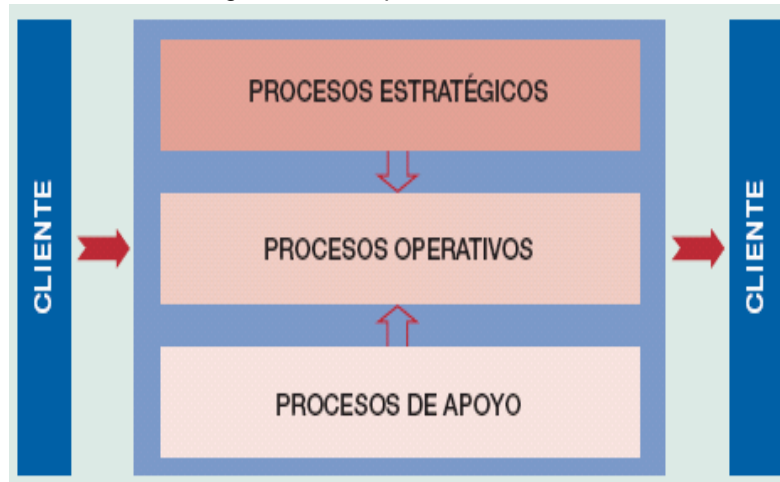 CLIENTE
PROCESOS ESTRATÉGICOS
PROCESOS OPERATIVOS
PROCESOS DE APOYO
CLIENTE